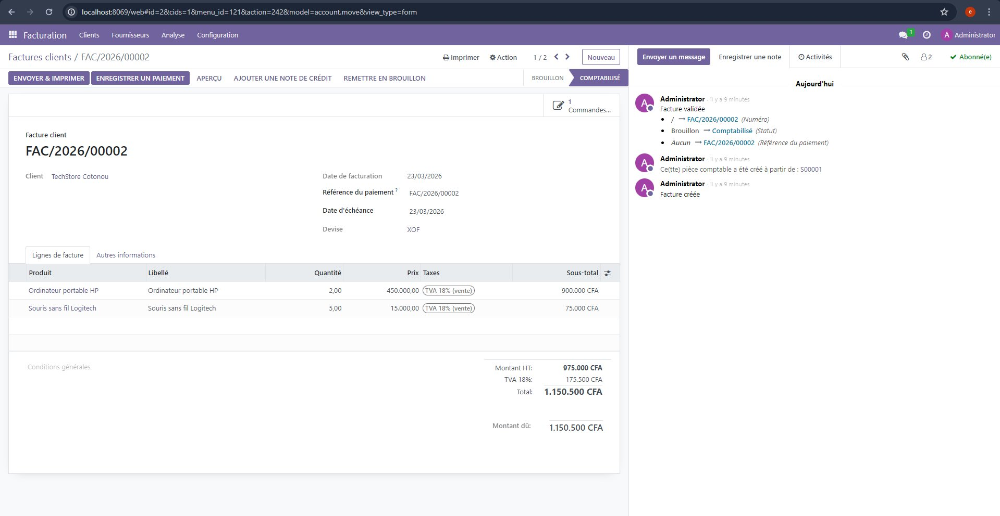 localhost:8069/web#id=2&cids=1&menu_id=121&action=242&model=account.move&view_type=form
e
Facturation Clients Fournisseurs Analyse Configuration
1
A Administrator
Factures clients / FAC/2026/00002
Imprimer Action 1 / 2 Nouveau
Envoyer un message Enregistrer une note Activités 2 Abonné(e)
ENVOYER & IMPRIMER ENREGISTRER UN PAIEMENT APERÇU AJOUTER UNE NOTE DE CRÉDIT REMETTRE EN BROUILLON
BROUILLON COMPTABILISÉ
1
Commandes...
Facture client
FAC/2026/00002
Client TechStore Cotonou
Date de facturation 23/03/2026
Référence du paiement ? FAC/2026/00002
Date d'échéance 23/03/2026
Devise XOF
Lignes de facture Autres informations
Produit Libellé Quantité Prix Taxes Sous-total
Ordinateur portable HP Ordinateur portable HP 2,00 450.000,00 TVA 18% (vente) 900.000 CFA
Souris sans fil Logitech Souris sans fil Logitech 5,00 15.000,00 TVA 18% (vente) 75.000 CFA
Conditions générales
Montant HT: 975.000 CFA
TVA 18%: 175.500 CFA
Total: 1.150.500 CFA
Montant dû: 1.150.500 CFA
Aujourd'hui
A
Administrator - il y a 9 minutes
Facture validée
• / → FAC/2026/00002 (Numéro)
• Brouillon → Comptabilisé (Statut)
• Aucun → FAC/2026/00002 (Référence du paiement)
A
Administrator - il y a 9 minutes
Ce(tte) pièce comptable a été créé à partir de : S00001
A
Administrator - il y a 9 minutes
Facture créée